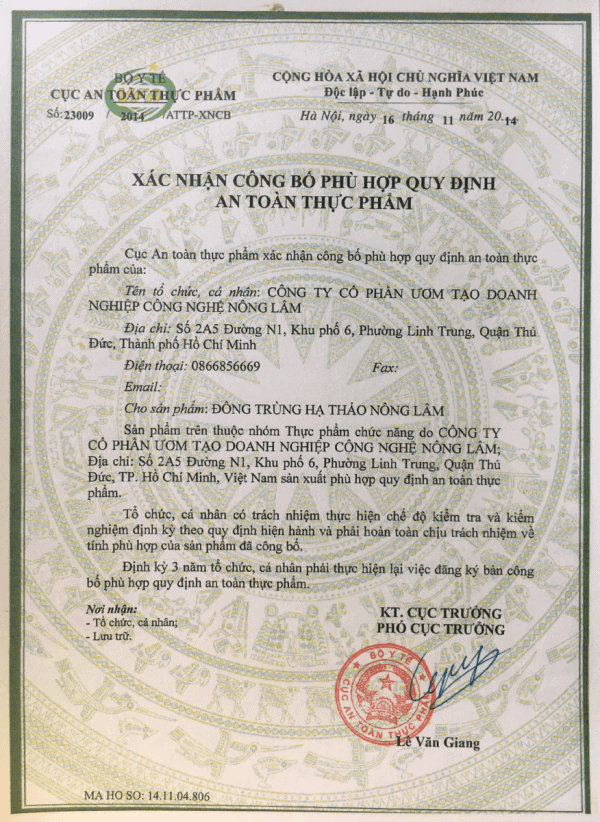 BỘ Y TẾ
CỤC AN TOÀN THỰC PHẨM
Số:23009 / 2014 /ATTP-XNCB
CỘNG HÒA XÃ HỘI CHỦ NGHĨA VIỆT NAM
Độc lập - Tự do - Hạnh Phúc
Hà Nội, ngày 16 tháng 11 năm 20.14
XÁC NHẬN CÔNG BỐ PHÙ HỢP QUY ĐỊNH
AN TOÀN THỰC PHẨM
Cục An toàn thực phẩm xác nhận công bố phù hợp quy định an toàn thực
phẩm của:
Tên tổ chức, cá nhân: CÔNG TY CỔ PHẦN ƯƠM TẠO DOANH
NGHIỆP CÔNG NGHỆ NÔNG LÂM
Địa chỉ: Số 2A5 Đường N1, Khu phố 6, Phường Linh Trung, Quận Thủ
Đức, Thành phố Hồ Chí Minh
Điện thoại: 0866856669 Fax:
Email:
Cho sản phẩm: ĐÔNG TRÙNG HẠ THẢO NÔNG LÂM
Sản phẩm trên thuộc nhóm Thực phẩm chức năng do CÔNG TY
CỔ PHẦN ƯƠM TẠO DOANH NGHIỆP CÔNG NGHỆ NÔNG LÂM;
Địa chỉ: Số 2A5 Đường N1, Khu phố 6, Phường Linh Trung, Quận Thủ
Đức, TP. Hồ Chí Minh, Việt Nam sản xuất phù hợp quy định an toàn thực
phẩm.
Tổ chức, cá nhân có trách nhiệm thực hiện chế độ kiểm tra và kiểm
nghiệm định kỳ theo quy định hiện hành và phải hoàn toàn chịu trách nhiệm về
tính phù hợp của sản phẩm đã công bố.
Định kỳ 3 năm tổ chức, cá nhân phải thực hiện lại việc đăng ký bản công
bố phù hợp quy định an toàn thực phẩm.
Nơi nhận:
- Tổ chức, cá nhân;
- Lưu trữ.
KT. CỤC TRƯỞNG
PHÓ CỤC TRƯỞNG
BỘ Y TẾ
CỤC AN TOÀN THỰC PHẨM
Lê Văn Giang
MA HO SO: 14.11.04.806